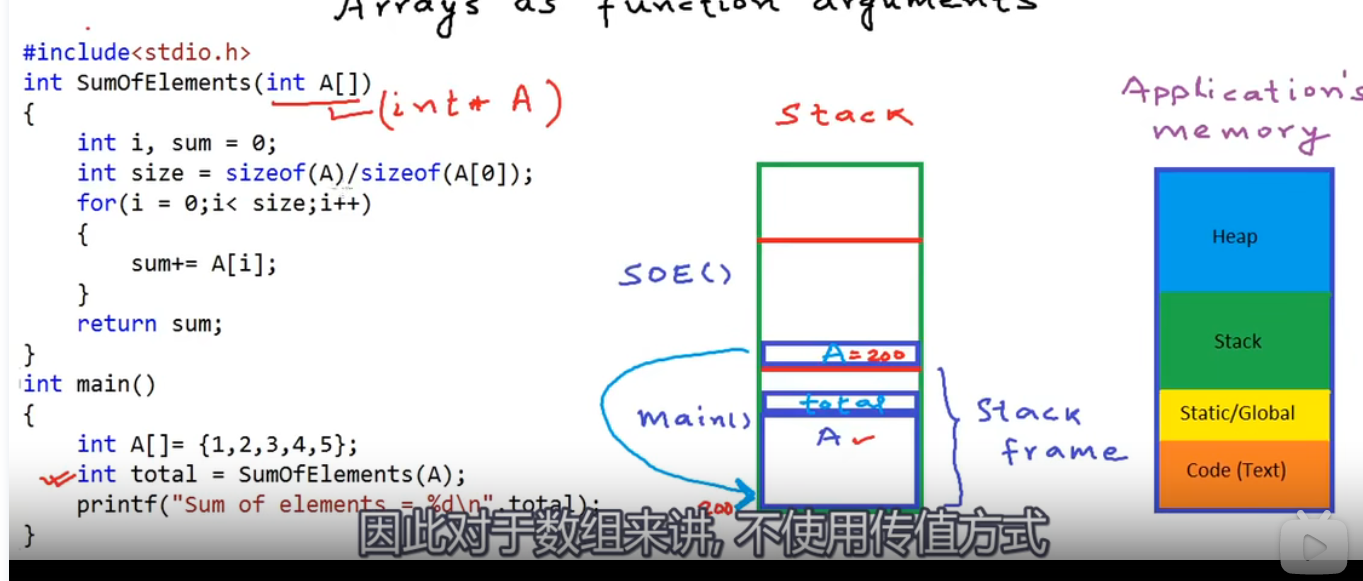 Arrays as function arguments
#include<stdio.h>
int SumOfElements(int A[])
(int* A)
{
int i, sum = 0;
int size = sizeof(A)/sizeof(A[0]);
for(i = 0;i< size;i++)
{
sum+= A[i];
}
return sum;
}
int main()
{
int A[]= {1,2,3,4,5};
int total = SumOfElements(A);
printf("Sum of elements = %d\n",total);
}
Stack
SOE()
A=200
Main()
total
A
200
Stack
frame
Application's
memory
Heap
Stack
Static/Global
Code (Text)
因此对于数组来讲, 不使用传值方式